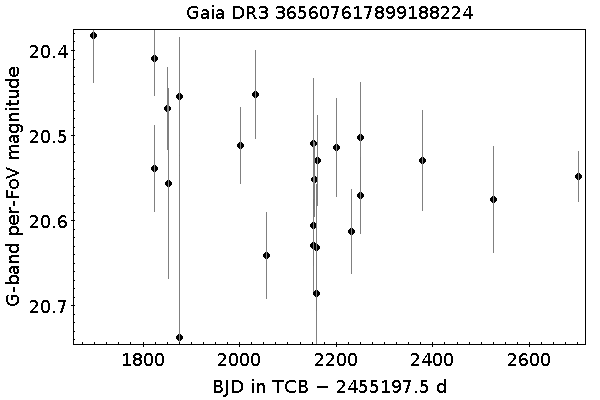 Gaia DR3 365607617899188224
G-band per-FoV magnitude
20.4
20.5
20.6
20.7
1800 2000 2200 2400 2600
BJD in TCB − 2455197.5 d